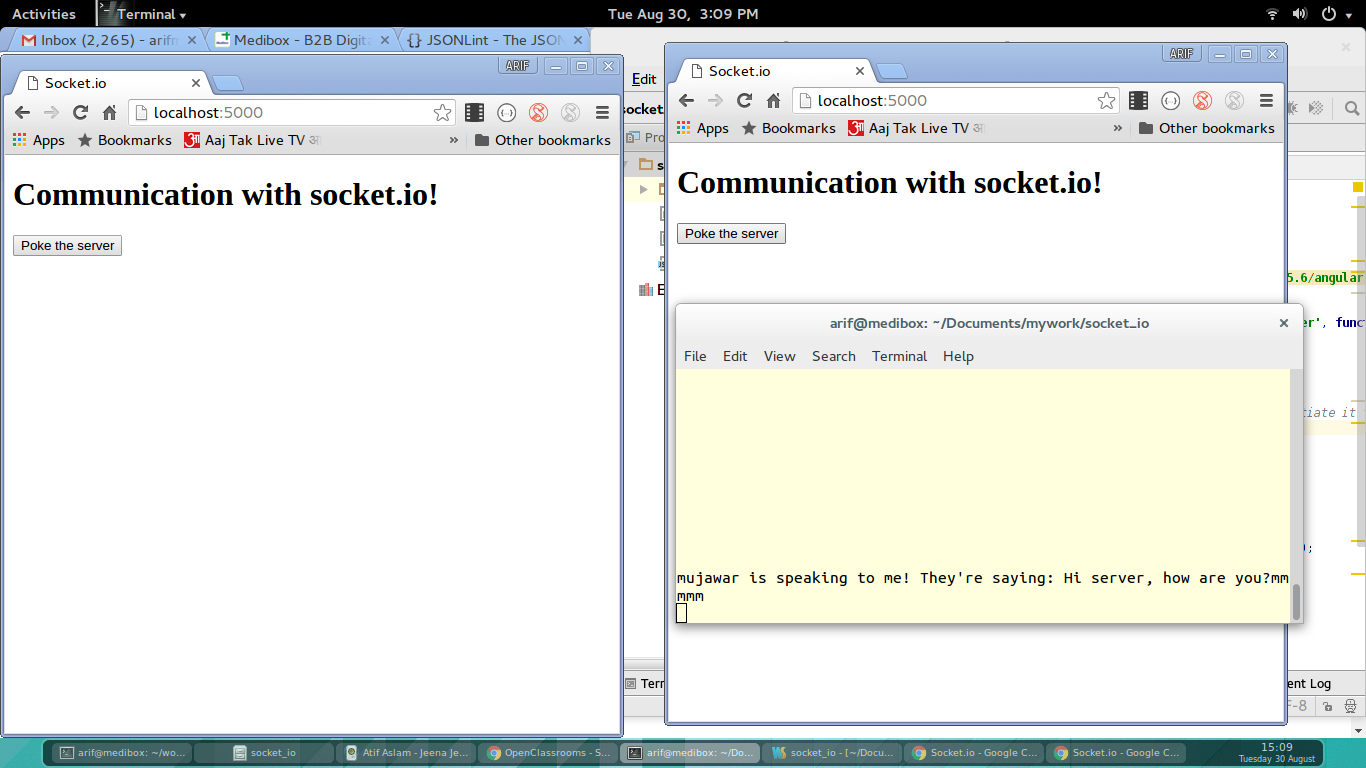 Activities Terminal Tue Aug 30, 3:09 PM
Inbox (2,265) - arifm Medibox - B2B Digita JSONLint - The JSON
ARIF
Socket.io
localhost:5000
Apps Bookmarks Aaj Tak Live TV » Other bookmarks
Communication with socket.io!
Poke the server
Edit
socket
Pro
ARIF
Socket.io
localhost:5000
Apps Bookmarks Aaj Tak Live TV » Other bookmarks
Communication with socket.io!
Poke the server
5.6/angular
er', func
tiate it
);
arif@medibox: ~/Documents/mywork/socket_io
File Edit View Search Terminal Help
mujawar is speaking to me! They're saying: Hi server, how are you?mm
mmm
Tern
ent Log
F-8
arif@medibox: ~/wo... socket_io Atif Aslam - Jeena Je... OpenClassrooms - S... arif@medibox: ~/Do... socket_io - [~/Docu... Socket.io - Google C... Socket.io - Google C... 15:09
Tuesday 30 August